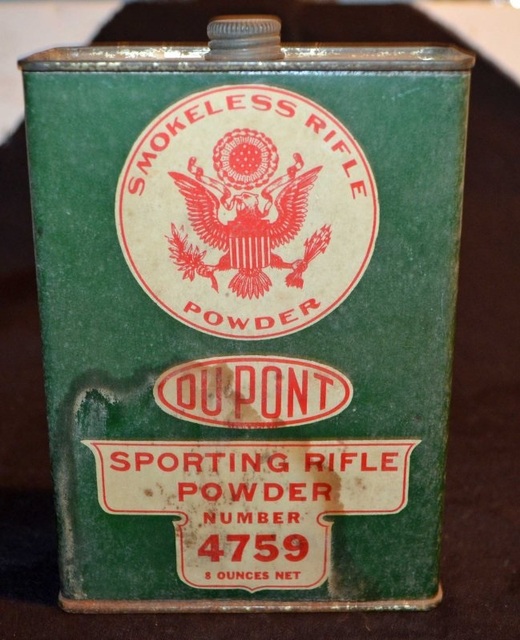 SMOKELESS RIFLE
POWDER
DU PONT
SPORTING RIFLE
POWDER
NUMBER
4759
8 OUNCES NET